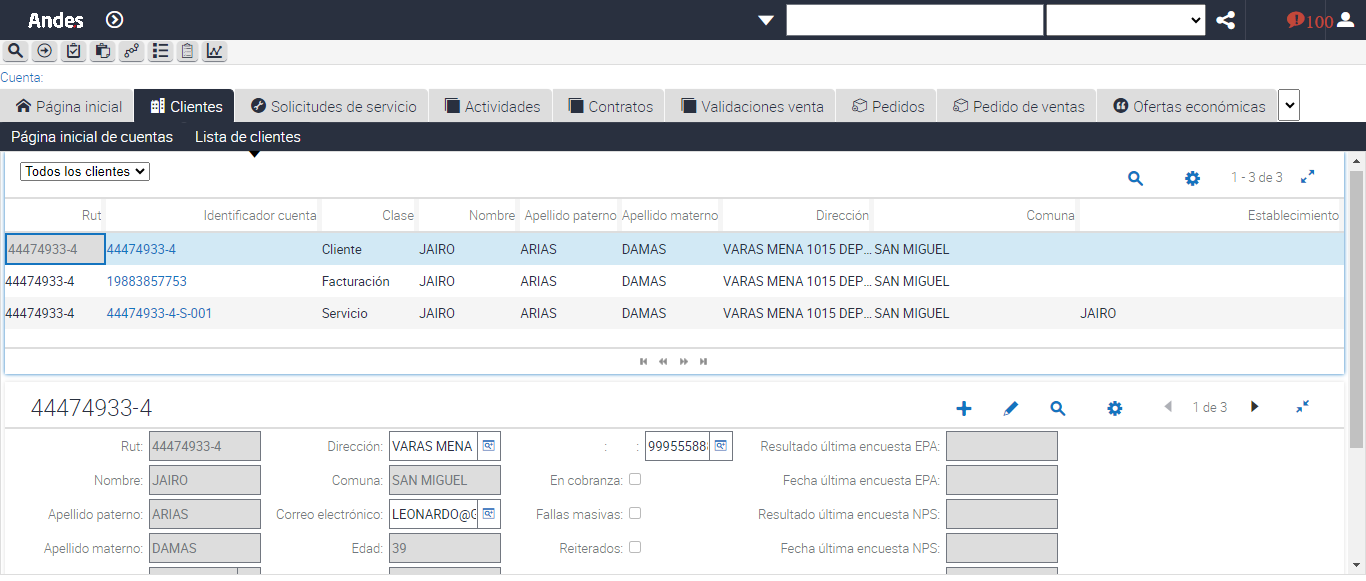 Andes
100
Cuenta:
Página inicial Clientes Solicitudes de servicio Actividades Contratos Validaciones venta Pedidos Pedido de ventas Ofertas económicas
Página inicial de cuentas Lista de clientes
Todos los clientes 1 - 3 de 3
Rut Identificador cuenta Clase Nombre Apellido paterno Apellido materno Dirección Comuna Establecimiento
44474933-4 44474933-4 Cliente JAIRO ARIAS DAMAS VARAS MENA 1015 DEP... SAN MIGUEL
44474933-4 19883857753 Facturación JAIRO ARIAS DAMAS VARAS MENA 1015 DEP... SAN MIGUEL
44474933-4 44474933-4-S-001 Servicio JAIRO ARIAS DAMAS VARAS MENA 1015 DEP... SAN MIGUEL JAIRO
44474933-4 1 de 3
Rut: 44474933-4 Dirección: VARAS MENA : : 99955588 Resultado última encuesta EPA:
Nombre: JAIRO Comuna: SAN MIGUEL En cobranza: Fecha última encuesta EPA:
Apellido paterno: ARIAS Correo electrónico: LEONARDO@G Fallas masivas: Resultado última encuesta NPS:
Apellido materno: DAMAS Edad: 39 Reiterados: Fecha última encuesta NPS: